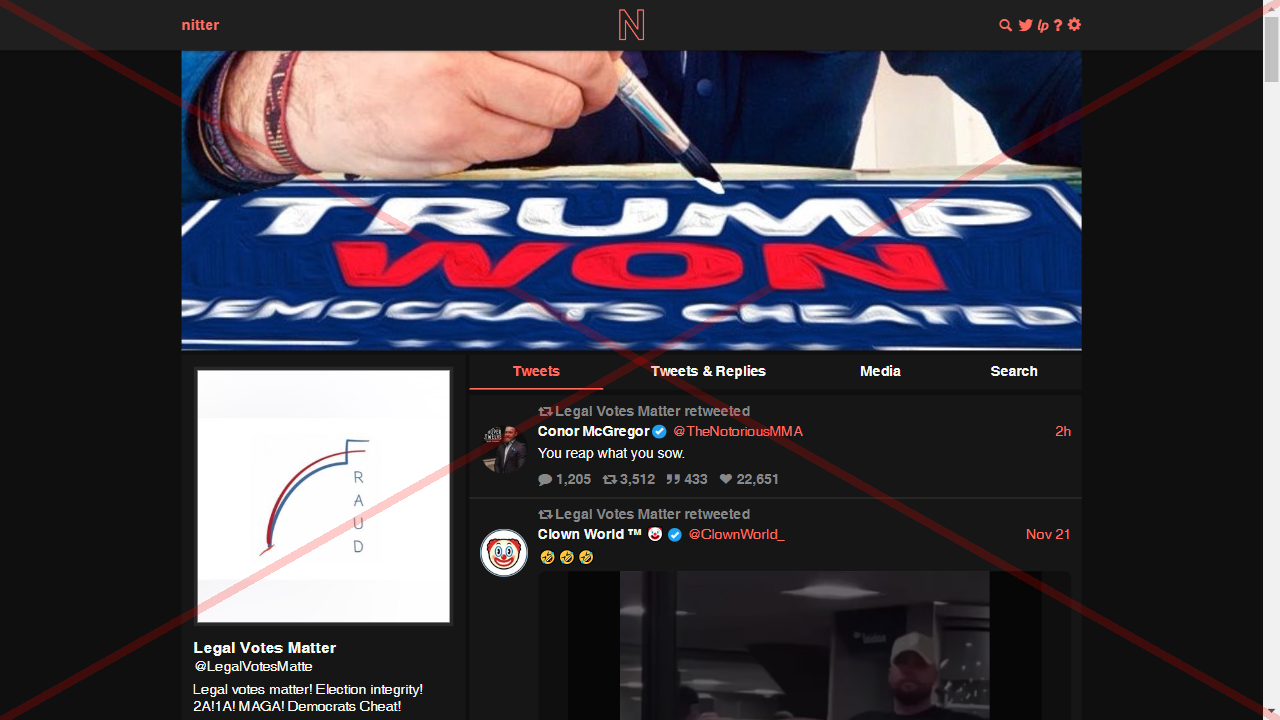 nitter
N
lp ?
TRUMP
WON
DEMOCRATS CHEATED
Tweets
Tweets & Replies
Media
Search
F
R
A
U
D
Legal Votes Matter
@LegalVotesMatte
Legal votes matter! Election integrity!
2A!1A! MAGA! Democrats Cheat!
Legal Votes Matter retweeted
Conor McGregor @TheNotoriousMMA 2h
You reap what you sow.
1,205 3,512 433 22,651
Legal Votes Matter retweeted
Clown World ™ 🤡 @ClownWorld_ Nov 21
🤣🤣🤣